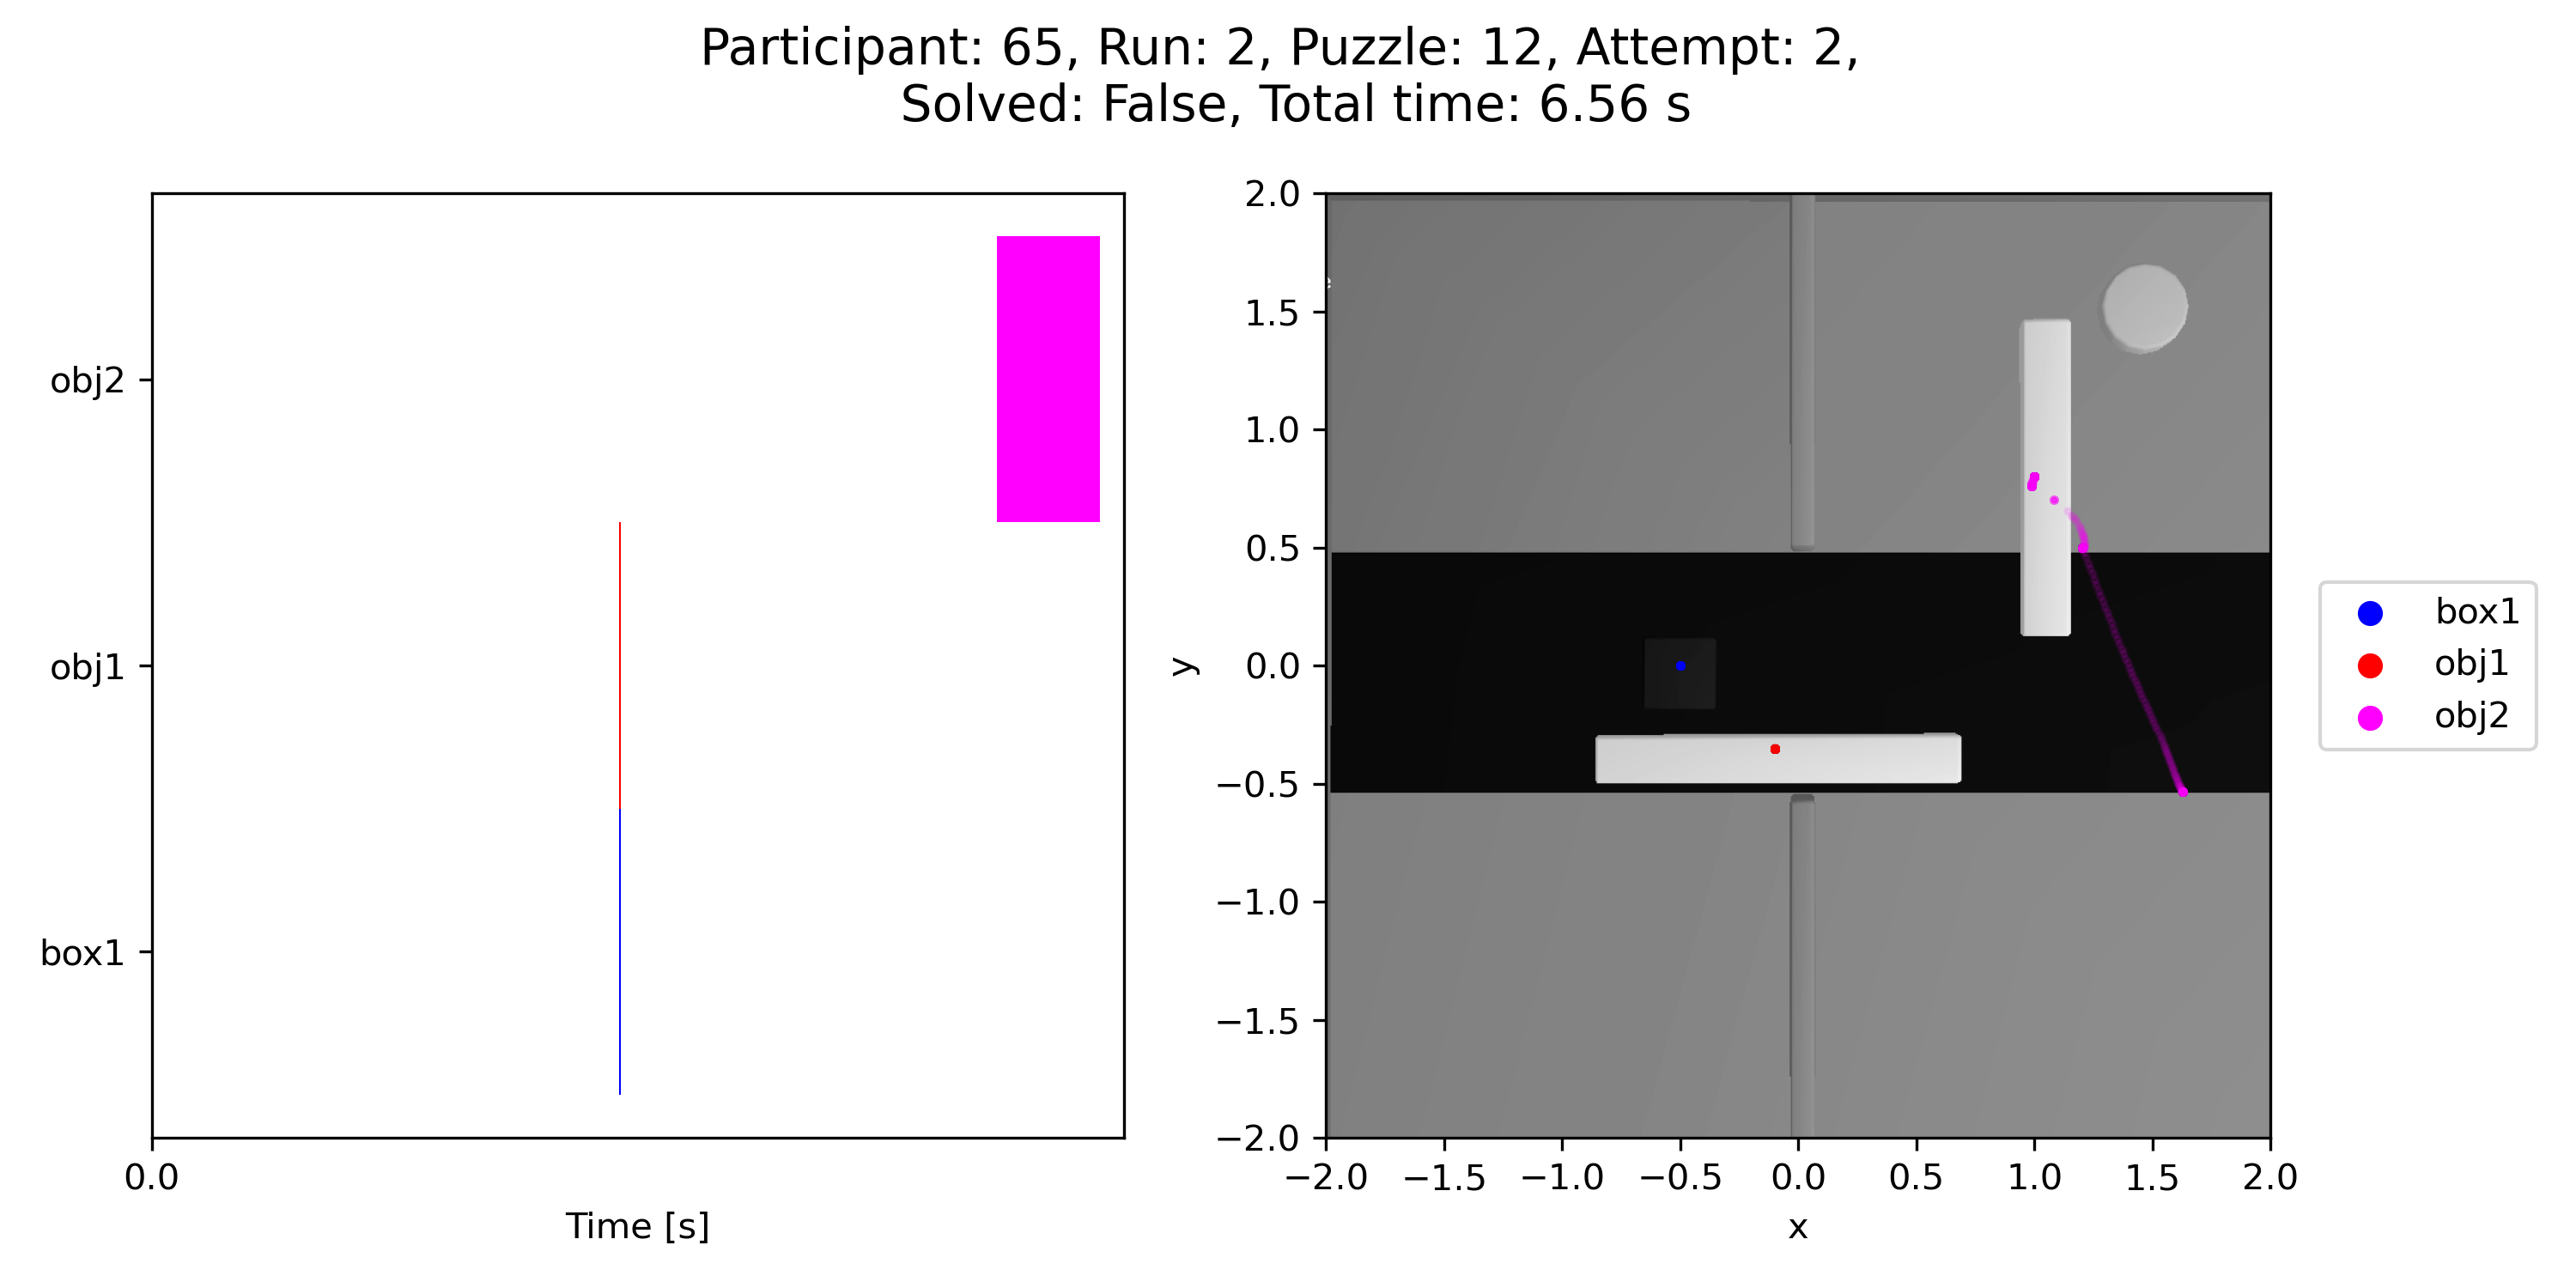 Participant: 65, Run: 2, Puzzle: 12, Attempt: 2,
Solved: False, Total time: 6.56 s
obj2
obj1
box1
0.0
Time [s]
2.0
1.5
1.0
0.5
0.0
−0.5
−1.0
−1.5
−2.0
y
−2.0 −1.5 −1.0 −0.5 0.0 0.5 1.0 1.5 2.0
x
box1
obj1
obj2